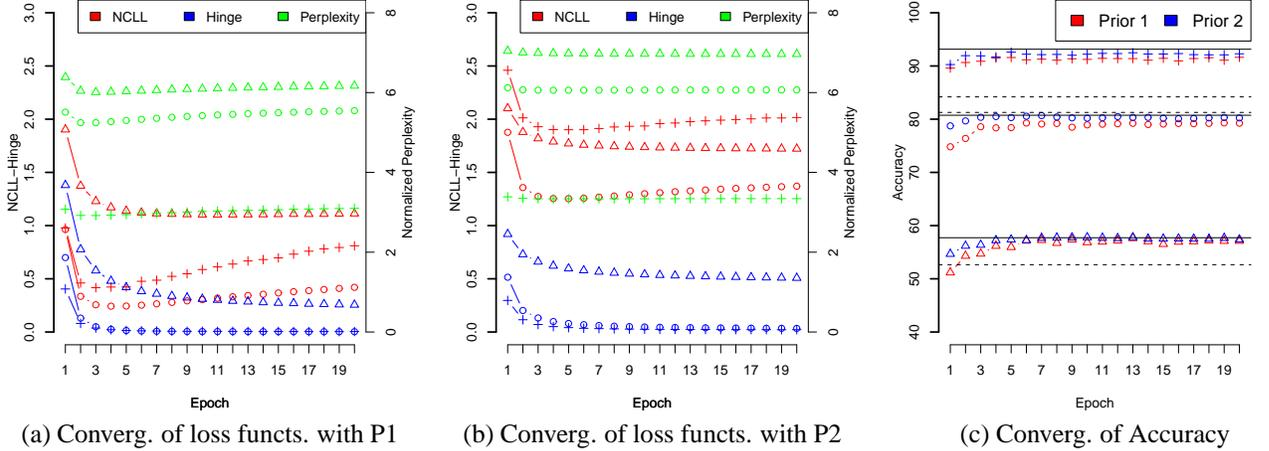 NCLL Hinge Perplexity
3.0 2.5 2.0 1.5 1.0 0.5 0.0
NCLL−Hinge
8 6 4 2 0
Normalized Perplexity
1 3 5 7 9 11 13 15 17 19
Epoch
(a) Converg. of loss functs. with P1
NCLL Hinge Perplexity
3.0 2.5 2.0 1.5 1.0 0.5 0.0
NCLL−Hinge
8 6 4 2 0
Normalized Perplexity
1 3 5 7 9 11 13 15 17 19
Epoch
(b) Converg. of loss functs. with P2
Prior 1 Prior 2
100 90 80 70 60 50 40
Accuracy
1 3 5 7 9 11 13 15 17 19
Epoch
(c) Converg. of Accuracy